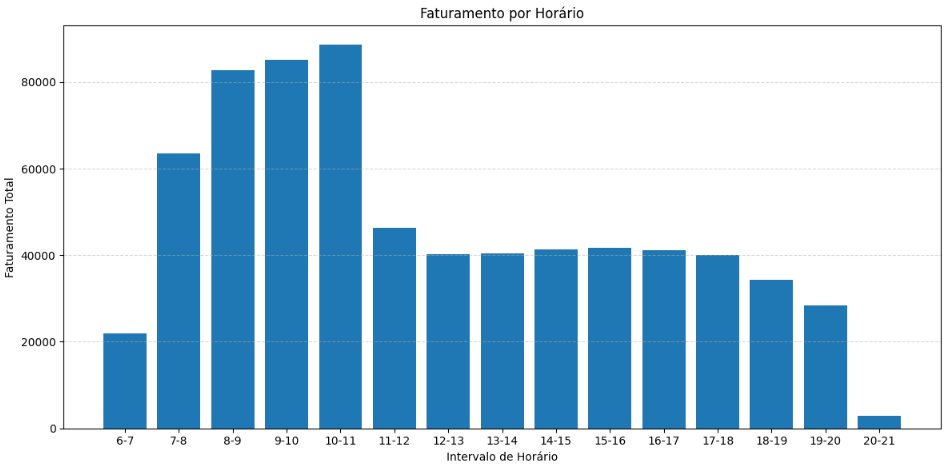 Faturamento por Horário
Faturamento Total
80000
60000
40000
20000
0
6-7 7-8 8-9 9-10 10-11 11-12 12-13 13-14 14-15 15-16 16-17 17-18 18-19 19-20 20-21
Intervalo de Horário